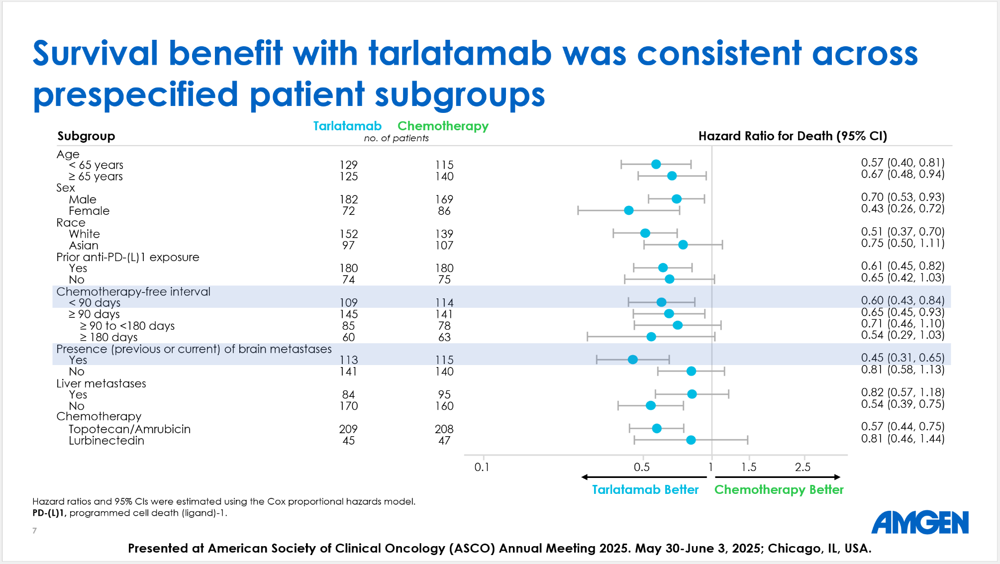 Survival benefit with tarlatamab was consistent across
prespecified patient subgroups
Tarlatamab Chemotherapy
Subgroup no. of patients Hazard Ratio for Death (95% CI)
Age
< 65 years 129 115 0.57 (0.40, 0.81)
≥ 65 years 125 140 0.67 (0.48, 0.94)
Sex
Male 182 169 0.70 (0.53, 0.93)
Female 72 86 0.43 (0.26, 0.72)
Race
White 152 139 0.51 (0.37, 0.70)
Asian 97 107 0.75 (0.50, 1.11)
Prior anti-PD-(L)1 exposure
Yes 180 180 0.61 (0.45, 0.82)
No 74 75 0.65 (0.42, 1.03)
Chemotherapy-free interval
< 90 days 109 114 0.60 (0.43, 0.84)
≥ 90 days 145 141 0.65 (0.45, 0.93)
≥ 90 to <180 days 85 78 0.71 (0.46, 1.10)
≥ 180 days 60 63 0.54 (0.29, 1.03)
Presence (previous or current) of brain metastases
Yes 113 115 0.45 (0.31, 0.65)
No 141 140 0.81 (0.58, 1.13)
Liver metastases
Yes 84 95 0.82 (0.57, 1.18)
No 170 160 0.54 (0.39, 0.75)
Chemotherapy
Topotecan/Amrubicin 209 208 0.57 (0.44, 0.75)
Lurbinectedin 45 47 0.81 (0.46, 1.44)
0.1 0.5 1 1.5 2.5
Tarlatamab Better Chemotherapy Better
Hazard ratios and 95% CIs were estimated using the Cox proportional hazards model.
PD-(L)1, programmed cell death (ligand)-1.
7
AMGEN
Presented at American Society of Clinical Oncology (ASCO) Annual Meeting 2025. May 30-June 3, 2025; Chicago, IL, USA.